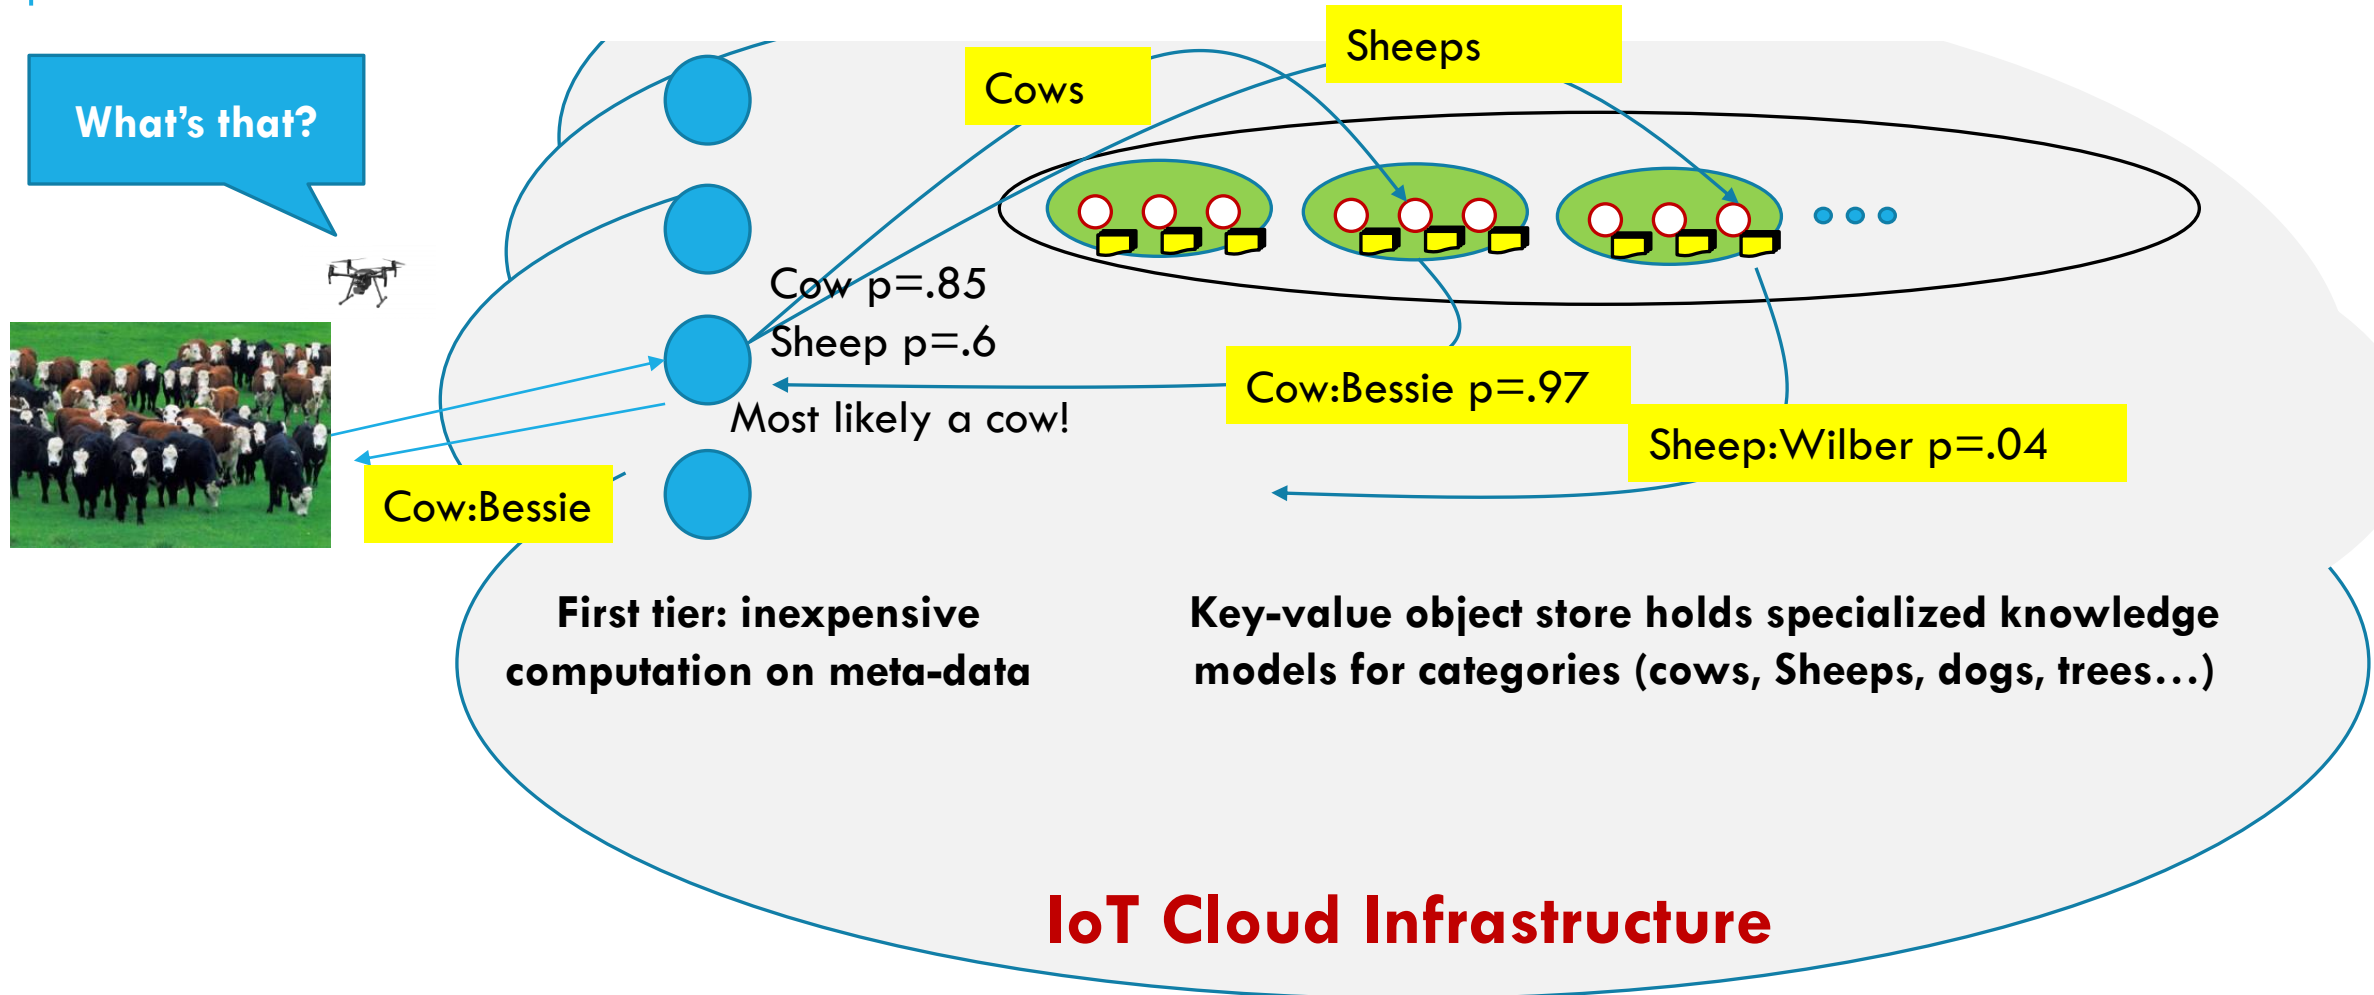 What's that?
Cows
Sheeps
Cow p=.85
Sheep p=.6
Most likely a cow!
Cow:Bessie p=.97
Sheep:Wilber p=.04
Cow:Bessie
First tier: inexpensive
computation on meta-data
Key-value object store holds specialized knowledge
models for categories (cows, Sheeps, dogs, trees…)
IoT Cloud Infrastructure